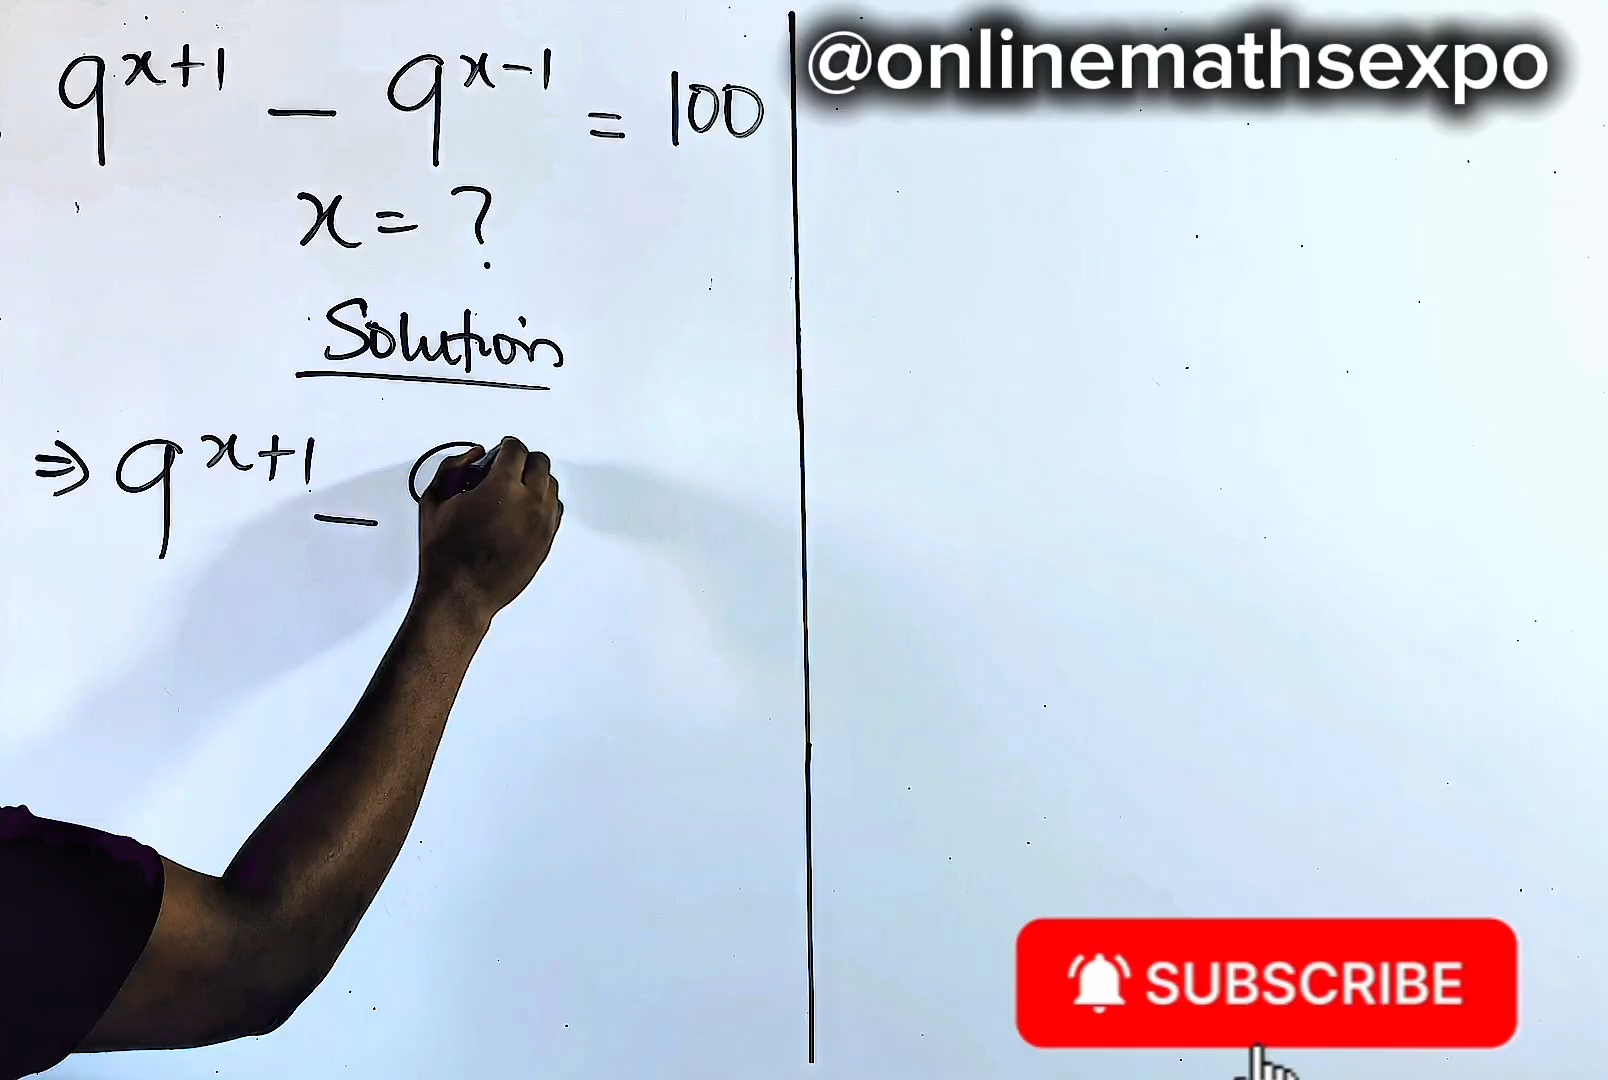 9^{x+1} - 9^{x-1} = 100
x = ?
Solution
⇒ 9^{x+1} -
@onlinemathsexpo
SUBSCRIBE